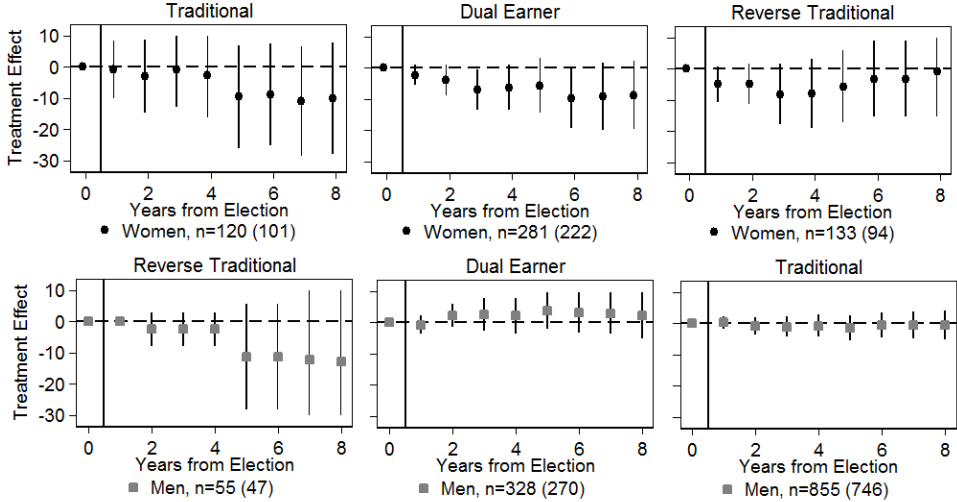 Traditional
Dual Earner
Reverse Traditional
Treatment Effect
10
0
-10
-20
-30
0 2 4 6 8
0 2 4 6 8
0 2 4 6 8
Years from Election
Years from Election
Years from Election
Women, n=120 (101)
Women, n=281 (222)
Women, n=133 (94)
Reverse Traditional
Dual Earner
Traditional
Treatment Effect
10
0
-10
-20
-30
0 2 4 6 8
0 2 4 6 8
0 2 4 6 8
Years from Election
Years from Election
Years from Election
Men, n=55 (47)
Men, n=328 (270)
Men, n=855 (746)